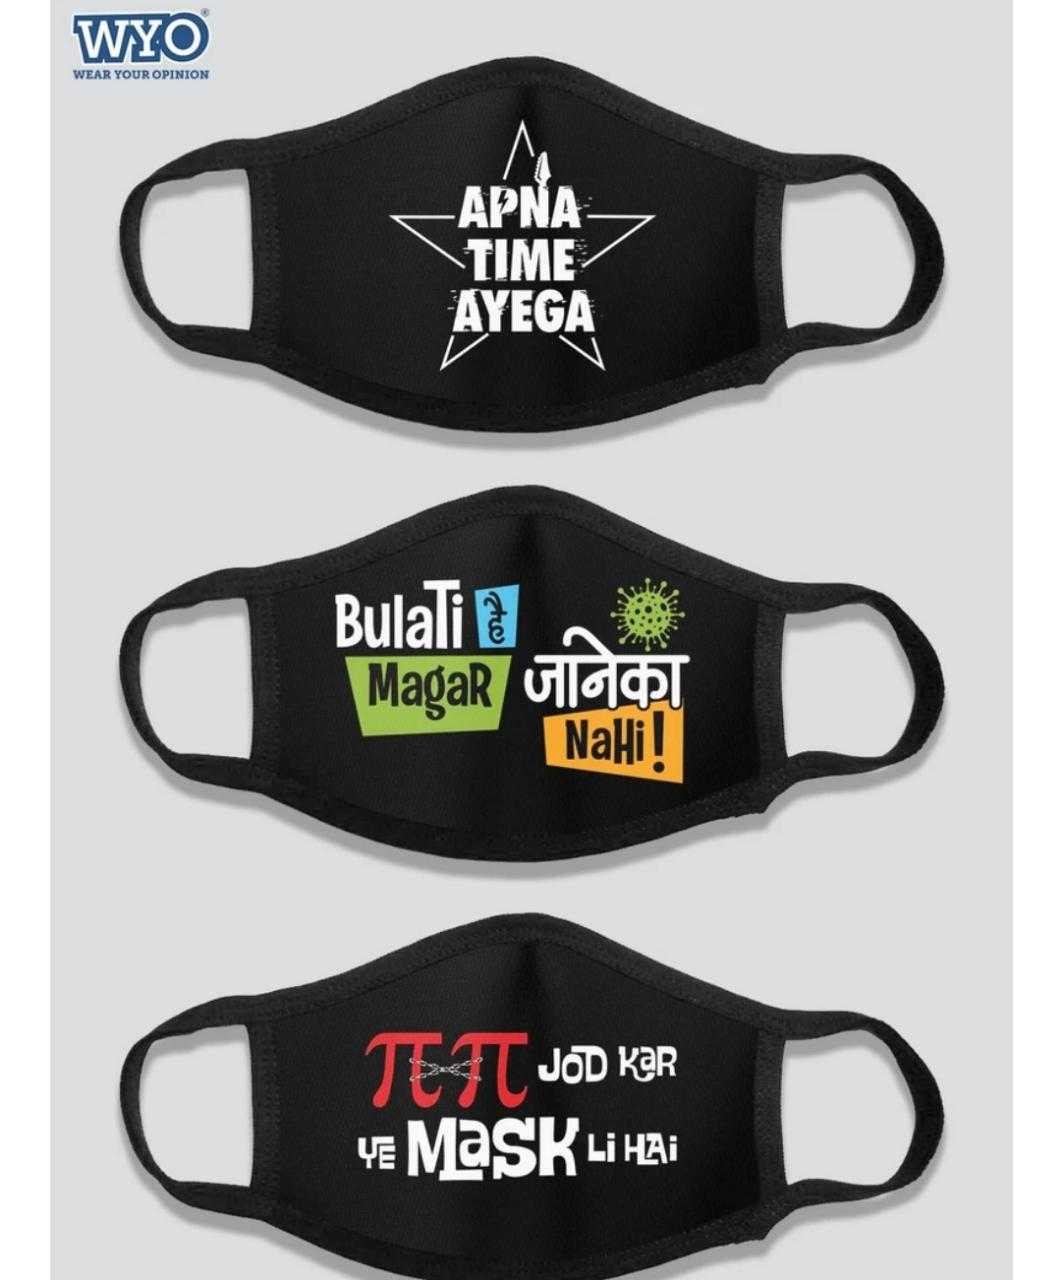 WYO®
WEAR YOUR OPINION
APNA
TIME
AYEGA
BulaTi है
MagaR जानेका
NaHi!
ππ JOD KaR
YE MaSK Li HAi